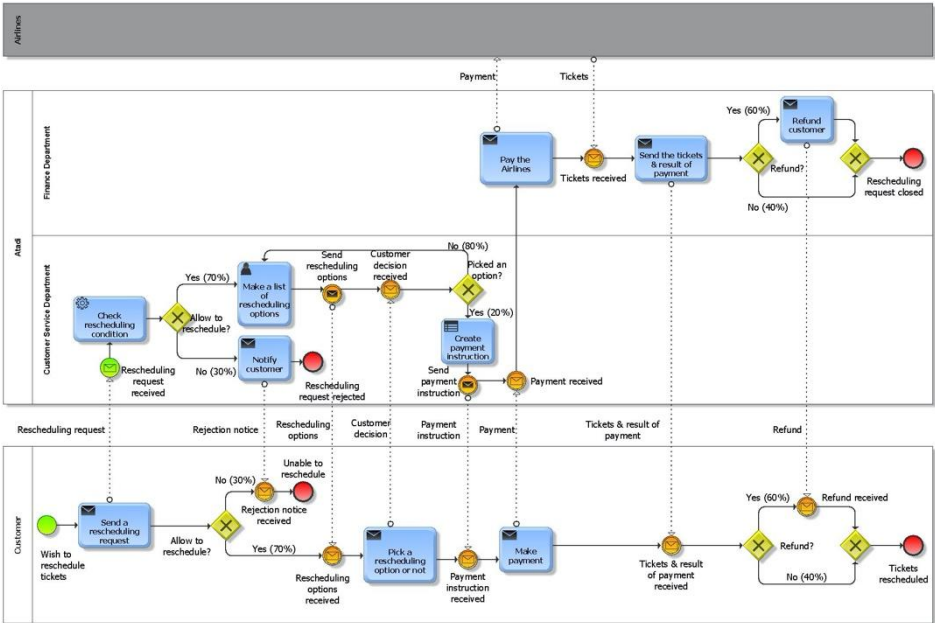 Airlines
Payment
Tickets
Atadi
Finance Department
Pay the
Airlines
Tickets received
Send the tickets
& result of
payment
Yes (60%)
Refund?
No (40%)
Refund
customer
Rescheduling
request closed
Customer Service Department
Check
rescheduling
condition
Rescheduling
request
received
Yes (70%)
Allow to
reschedule?
No (30%)
Make a list
of
rescheduling
options
Notify
customer
Rescheduling
request rejected
Send
rescheduling
options
Customer
decision
received
No (80%)
Picked an
option?
Yes (20%)
Create
payment
instruction
Send
payment
instruction
Payment received
Rescheduling request
Rejection notice
Rescheduling
options
Customer
decision
Payment
instruction
Payment
Tickets & result of
payment
Refund
Customer
Wish to
reschedule
tickets
Send a
rescheduling
request
Allow to
reschedule?
No (30%)
Rejection notice
received
Unable to
reschedule
Yes (70%)
Rescheduling
options
received
Pick a
rescheduling
option or not
Payment
instruction
received
Make
payment
Tickets & result
of payment
received
Yes (60%)
Refund?
No (40%)
Refund received
Tickets
rescheduled